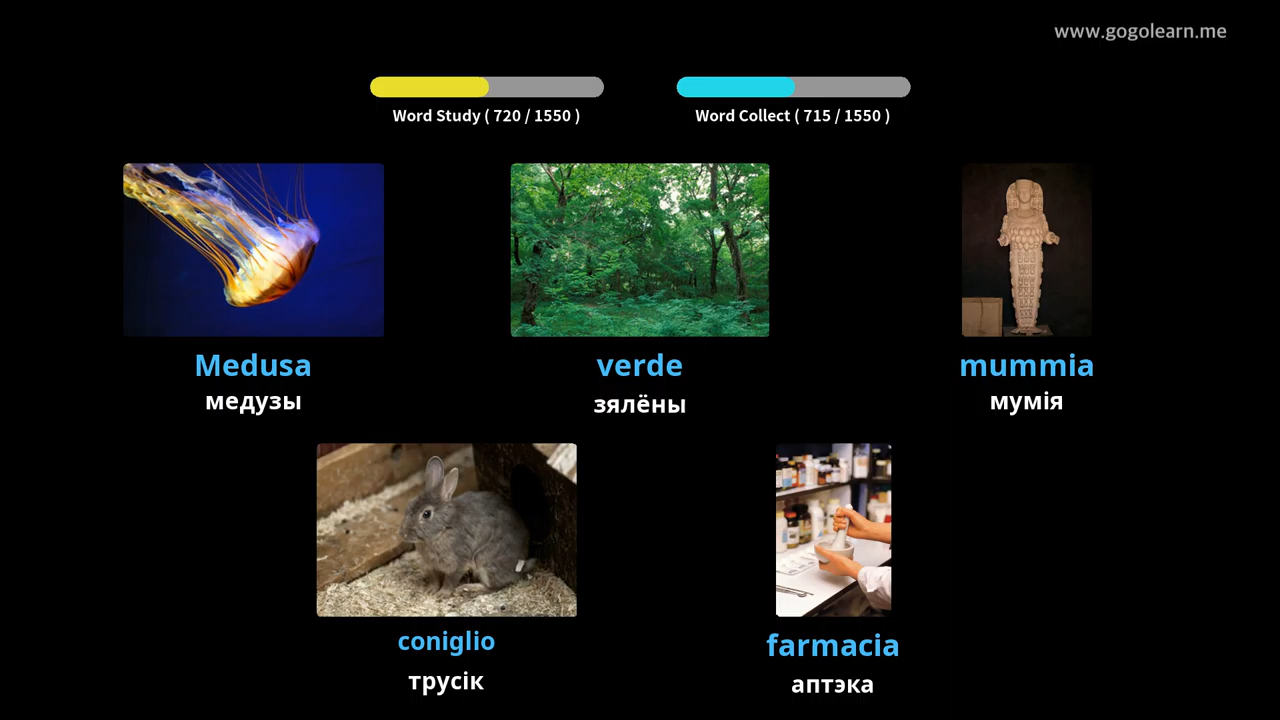 www.gogolearn.me
Word Study ( 720 / 1550 )
Word Collect ( 715 / 1550 )
Medusa
медузы
verde
зялёны
mummia
мумія
coniglio
трусік
farmacia
аптэка